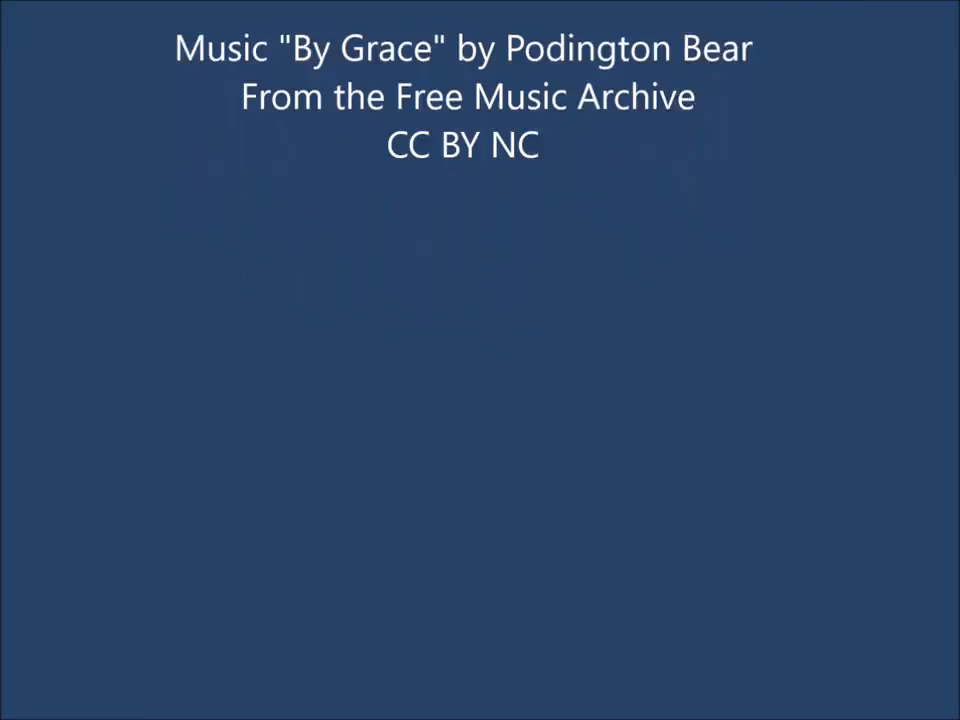 Music "By Grace" by Podington Bear
From the Free Music Archive
CC BY NC